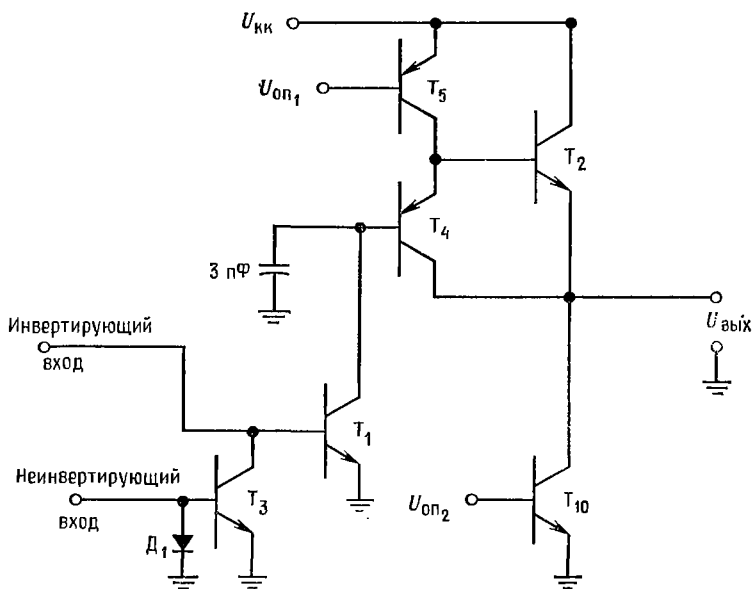 Uкк
Uоп1
T5
T2
T4
3 пФ
Uвых
Инвертирующий
вход
T1
Неинвертирующий
вход
T3
Uоп2
T10
Д1